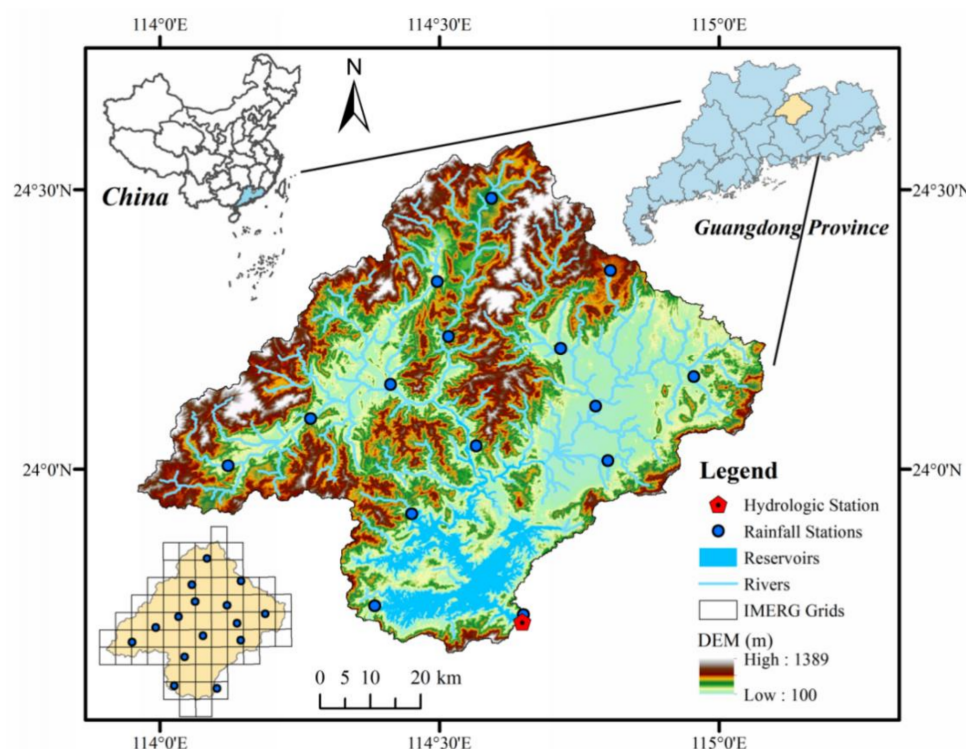 114°0'E 114°30'E 115°0'E
N
China
Guangdong Province
24°30'N 24°30'N
24°0'N 24°0'N
Legend
Hydrologic Station
Rainfall Stations
Reservoirs
Rivers
IMERG Grids
DEM (m)
High : 1389
Low : 100
0 5 10 20 km
114°0'E 114°30'E 115°0'E